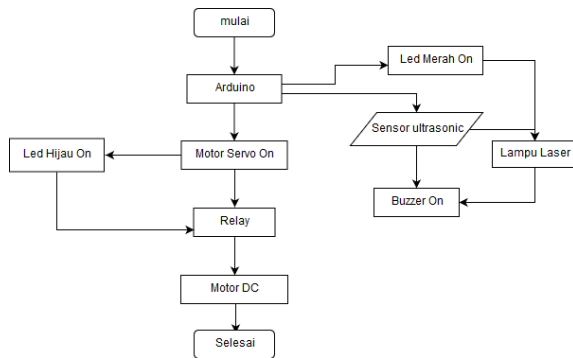 mulai
Led Merah On
Arduino
Sensor ultrasonic
Led Hijau On
Motor Servo On
Lampu Laser
Buzzer On
Relay
Motor DC
Selesai